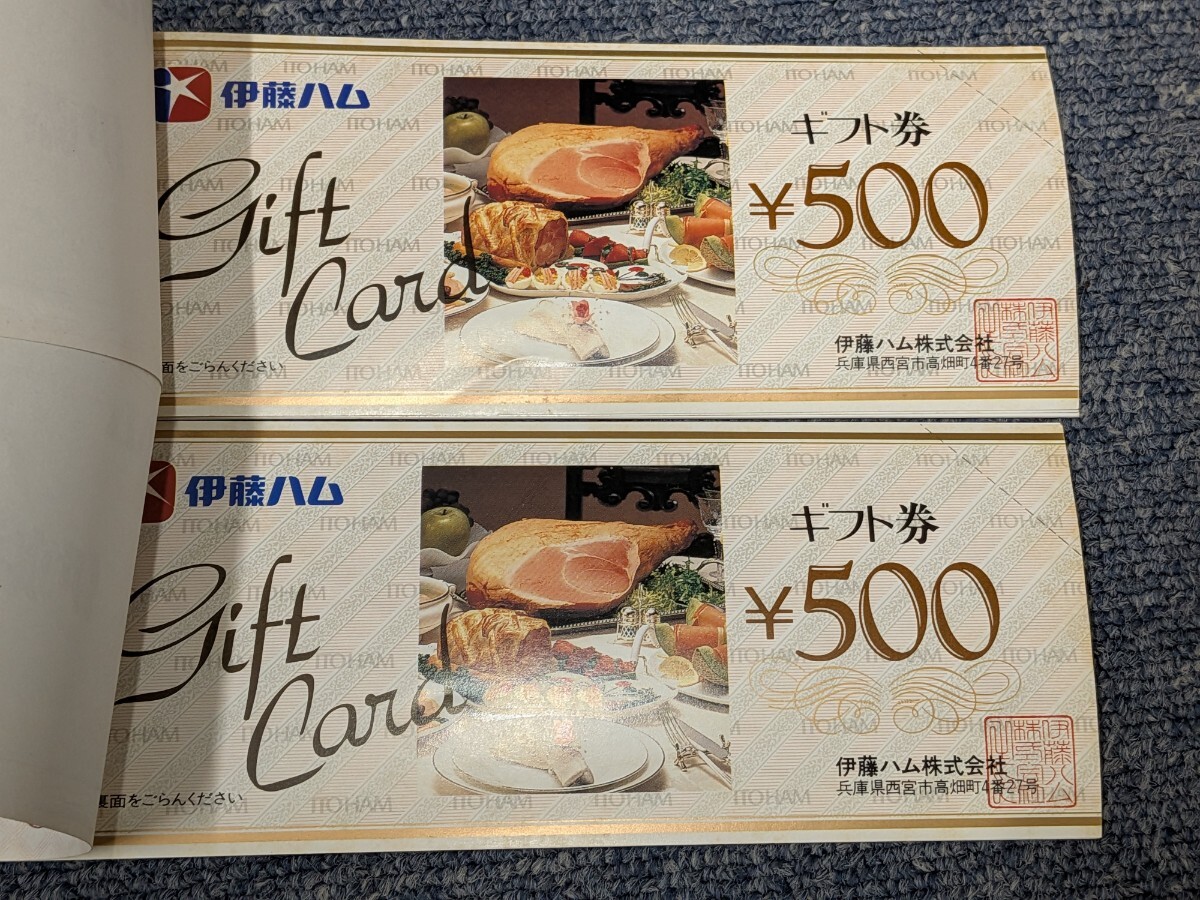 伊藤ハム
Gift
Card
ギフト券
¥500
伊藤ハム株式会社
兵庫県西宮市高畑町4番27号
面をごらんください
伊藤ハム
Gift
Card
ギフト券
¥500
伊藤ハム株式会社
兵庫県西宮市高畑町4番27号
裏面をごらんください
ITOHAM